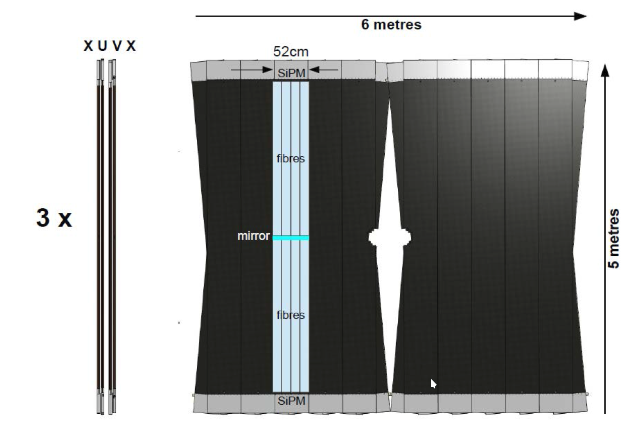 6 metres
X U V X
52cm
SiPM
fibres
3 x
mirror
5 metres
fibres
SiPM